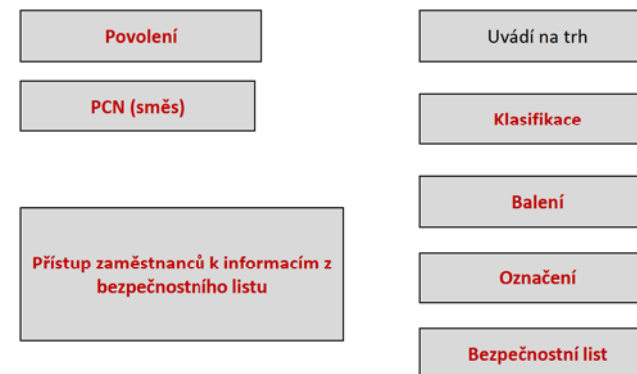 Povolení
PCN (směs)
Přístup zaměstnanců k informacím z
bezpečnostního listu
Uvádí na trh
Klasifikace
Balení
Označení
Bezpečnostní list